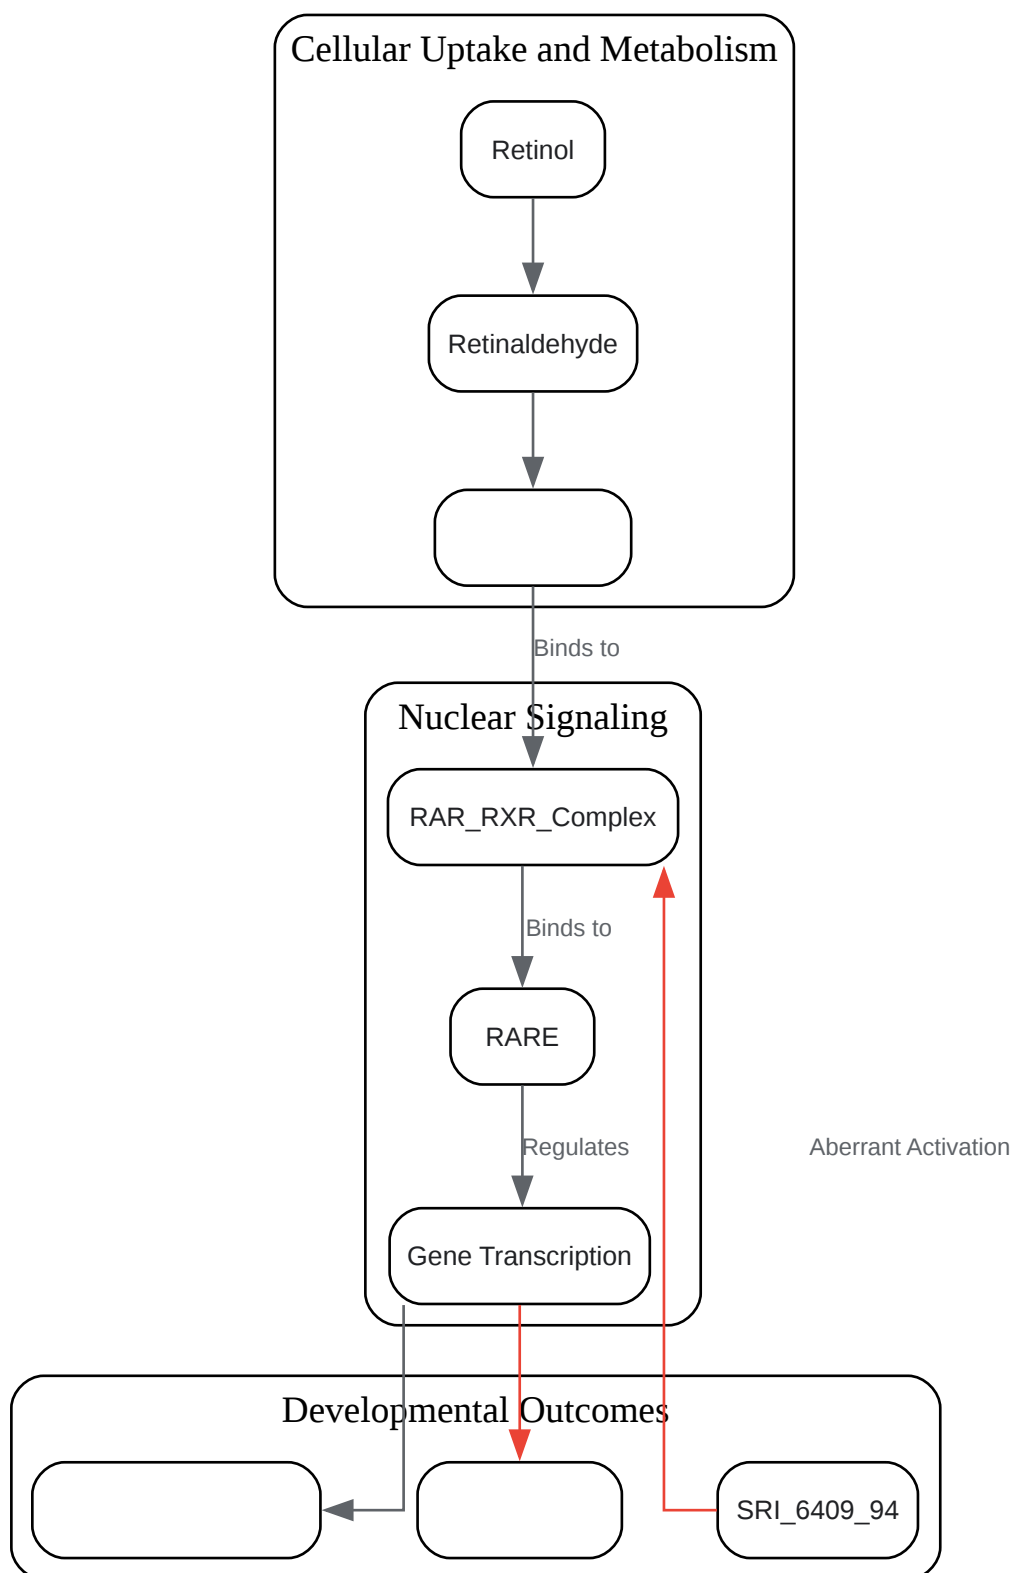 Cellular Uptake and Metabolism
Retinol
Retinaldehyde
Binds to
Nuclear Signaling
RAR_RXR_Complex
Binds to
RARE
Regulates
Aberrant Activation
Gene Transcription
Developmental Outcomes
SRI_6409_94